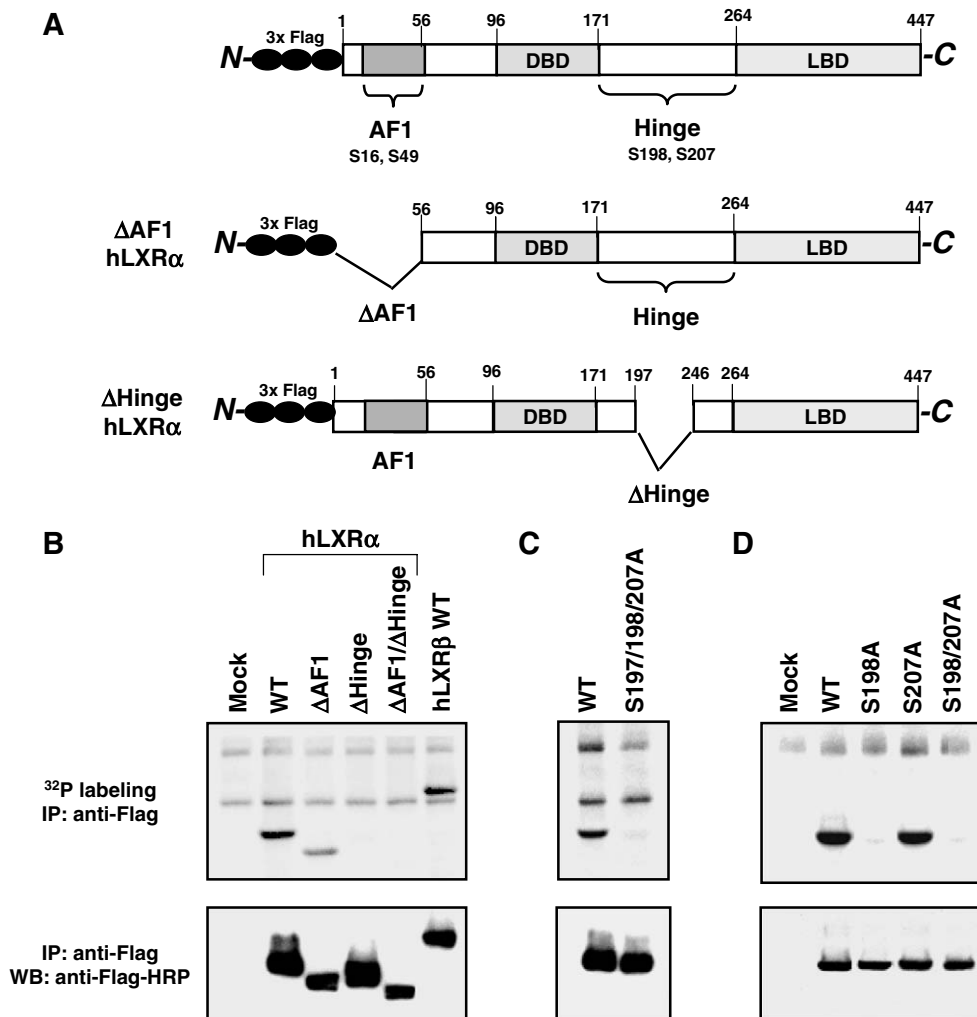 A
1 56 96 171 264 447
3x Flag
N- DBD LBD -C
AF1 Hinge
S16, S49 S198, S207
56 96 171 264 447
ΔAF1
hLXRα
3x Flag
N- DBD LBD -C
ΔAF1 Hinge
1 56 96 171 197 246 264 447
ΔHinge
hLXRα
3x Flag
N- DBD LBD -C
AF1
ΔHinge
B
hLXRα
Mock
WT
ΔAF1
ΔHinge
ΔAF1/ΔHinge
hLXRβ WT
C
WT
S197/198/207A
D
Mock
WT
S198A
S207A
S198/207A
32P labeling
IP: anti-Flag
IP: anti-Flag
WB: anti-Flag-HRP